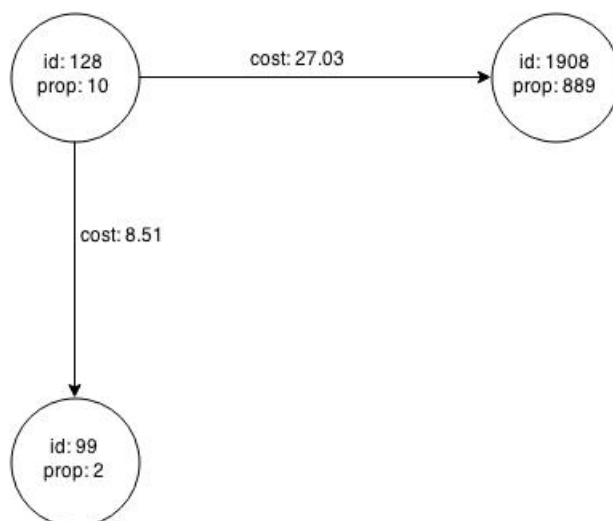 id: 128
prop: 10
cost: 27.03
id: 1908
prop: 889
cost: 8.51
id: 99
prop: 2